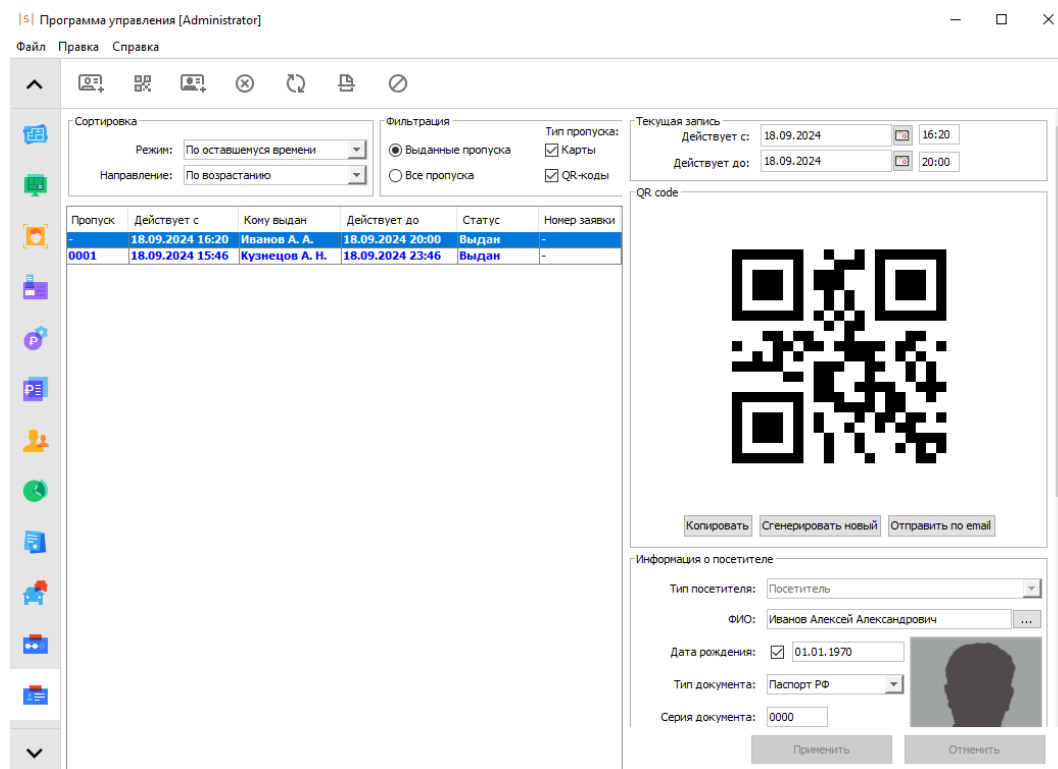 |S| Программа управления [Administrator]
Файл Правка Справка
Сортировка
Режим: По оставшемуся времени
Направление: По возрастанию
Фильтрация
Тип пропуска:
Выданные пропуска
Карты
Все пропуска
QR-коды
Текущая запись
Действует с: 18.09.2024 16:20
Действует до: 18.09.2024 20:00
Пропуск Действует с Кому выдан Действует до Статус Номер заявки
- 18.09.2024 16:20 Иванов А. А. 18.09.2024 20:00 Выдан -
0001 18.09.2024 15:46 Кузнецов А. Н. 18.09.2024 23:46 Выдан -
QR code
Копировать Сгенерировать новый Отправить по email
Информация о посетителе
Тип посетителя: Посетитель
ФИО: Иванов Алексей Александрович ...
Дата рождения: 01.01.1970
Тип документа: Паспорт РФ
Серия документа: 0000
Применить Отменить